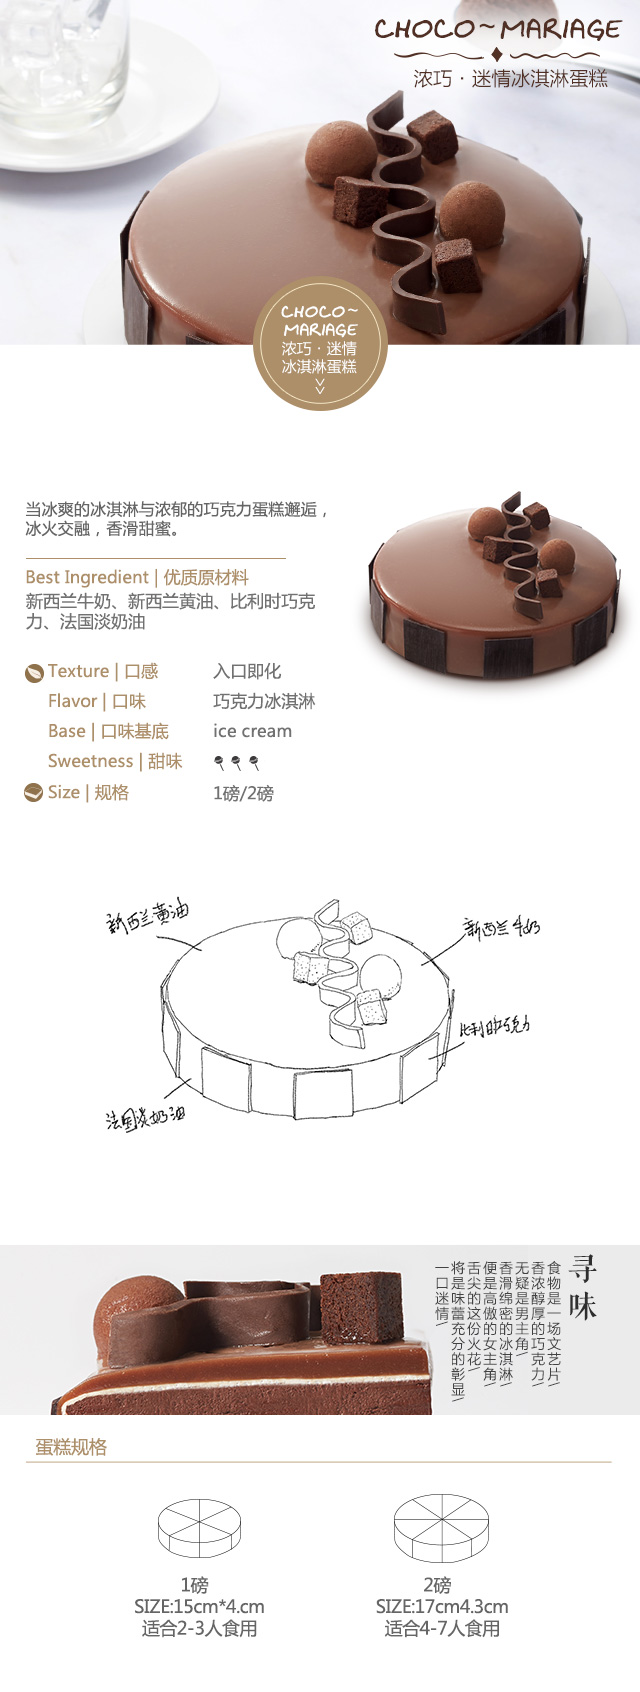 CHOCO~MARIAGE
浓巧·迷情冰淇淋蛋糕
CHOCO~
MARIAGE
浓巧·迷情
冰淇淋蛋糕
当冰爽的冰淇淋与浓郁的巧克力蛋糕邂逅，
冰火交融，香滑甜蜜。
Best Ingredient | 优质原材料
新西兰牛奶、新西兰黄油、比利时巧克
力、法国淡奶油
Texture | 口感 入口即化
Flavor | 口味 巧克力冰淇淋
Base | 口味基底 ice cream
Sweetness | 甜味
Size | 规格 1磅/2磅
新西兰黄油
新西兰牛奶
比利时巧克力
法国淡奶油
寻味
食物是一场文艺片\
香浓醇厚的巧克力\
无疑是男主角\
香滑绵密的冰淇淋\
便是高傲的女主角\
舌尖的这份火花\
将是味蕾充分的彰显\
一口迷情\
蛋糕规格
1磅
SIZE:15cm*4.cm
适合2-3人食用
2磅
SIZE:17cm4.3cm
适合4-7人食用